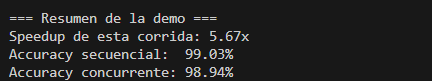 === Resumen de la demo ===
Speedup de esta corrida: 5.67x
Accuracy secuencial:  99.03%
Accuracy concurrente: 98.94%